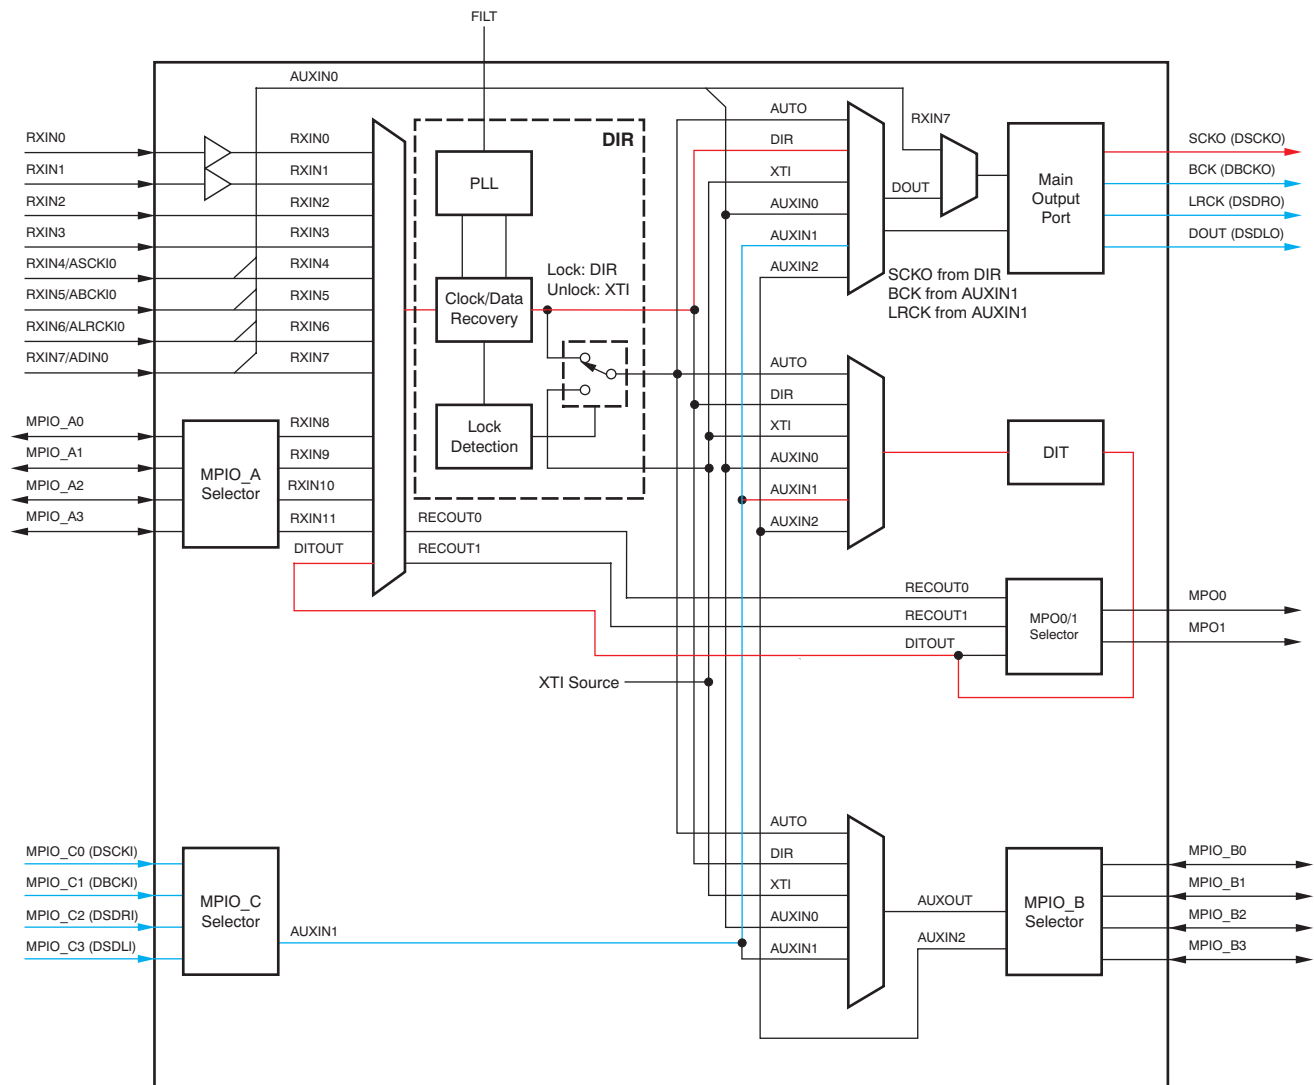 FILT
AUXIN0
RXIN0
RXIN1
RXIN2
RXIN3
RXIN4/ASCKI0
RXIN5/ABCKI0
RXIN6/ALRCKI0
RXIN7/ADIN0
RXIN0
RXIN1
RXIN2
RXIN3
RXIN4
RXIN5
RXIN6
RXIN7
MPIO_A0
MPIO_A1
MPIO_A2
MPIO_A3
MPIO_A
Selector
RXIN8
RXIN9
RXIN10
RXIN11
DITOUT
DIR
PLL
Clock/Data
Recovery
Lock: DIR
Unlock: XTI
Lock
Detection
RECOUT0
RECOUT1
AUTO
DIR
XTI
AUXIN0
AUXIN1
AUXIN2
RXIN7
DOUT
Main
Output
Port
SCKO (DSCKO)
BCK (DBCKO)
LRCK (DSDRO)
DOUT (DSDLO)
SCKO from DIR
BCK from AUXIN1
LRCK from AUXIN1
AUTO
DIR
XTI
AUXIN0
AUXIN1
AUXIN2
DIT
RECOUT0
RECOUT1
DITOUT
MPO0/1
Selector
MPO0
MPO1
XTI Source
MPIO_C0 (DSCKI)
MPIO_C1 (DBCKI)
MPIO_C2 (DSDRI)
MPIO_C3 (DSDLI)
MPIO_C
Selector
AUXIN1
AUTO
DIR
XTI
AUXIN0
AUXIN1
AUXOUT
AUXIN2
MPIO_B
Selector
MPIO_B0
MPIO_B1
MPIO_B2
MPIO_B3